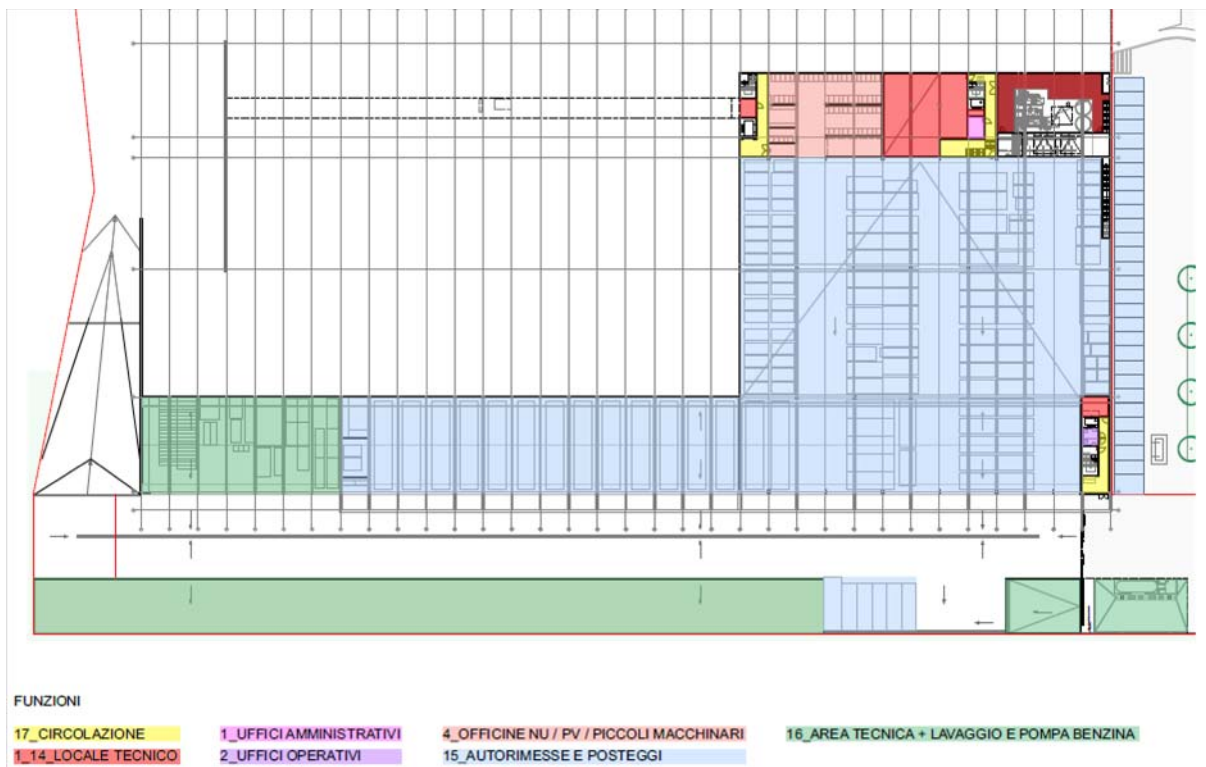 FUNZIONI
17_CIRCOLAZIONE 1_UFFICI AMMINISTRATIVI 4_OFFICINE NU / PV / PICCOLI MACCHINARI 16_AREA TECNICA + LAVAGGIO E POMPA BENZINA
1_14_LOCALE TECNICO 2_UFFICI OPERATIVI 15_AUTORIMESSE E POSTEGGI